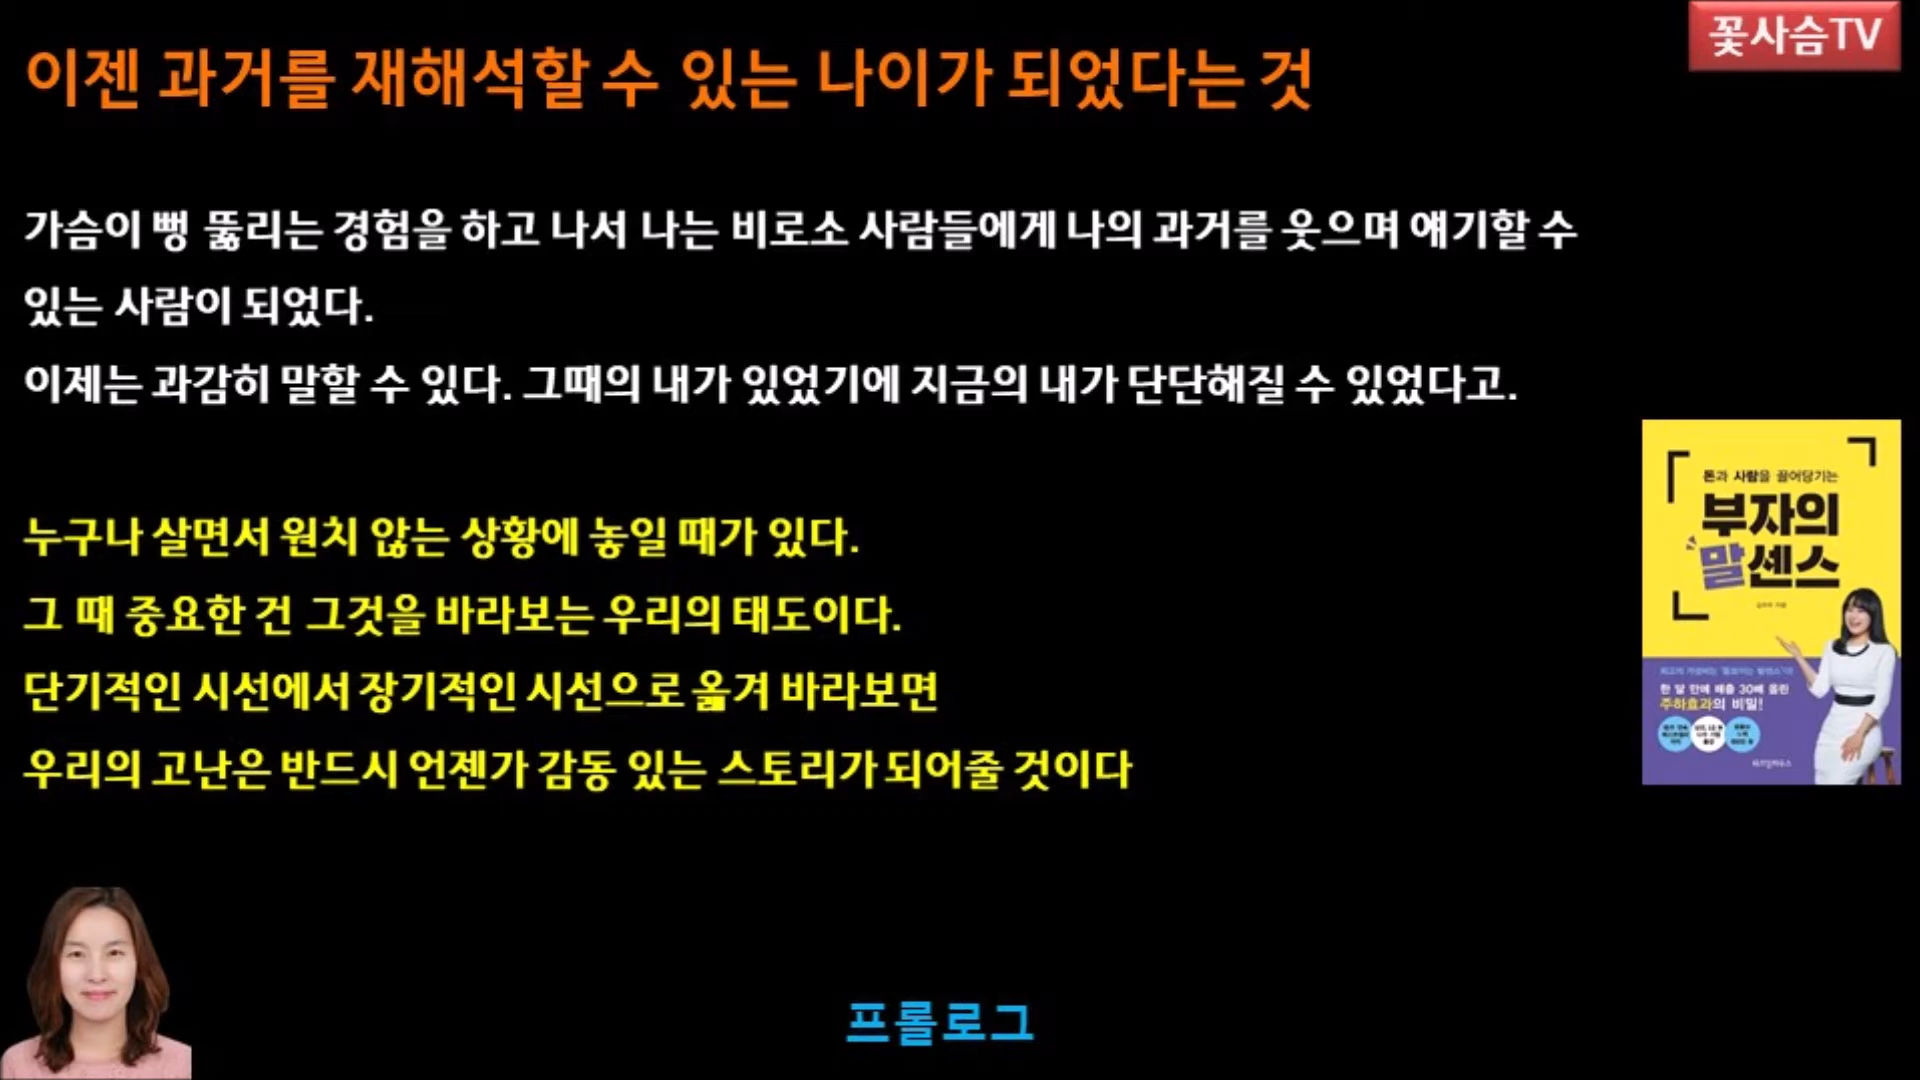 꽃사슴TV
이젠 과거를 재해석할 수 있는 나이가 되었다는 것
가슴이 뻥 뚫리는 경험을 하고 나서 나는 비로소 사람들에게 나의 과거를 웃으며 얘기할 수
있는 사람이 되었다.
이제는 과감히 말할 수 있다. 그때의 내가 있었기에 지금의 내가 단단해질 수 있었다고.
누구나 살면서 원치 않는 상황에 놓일 때가 있다.
그 때 중요한 건 그것을 바라보는 우리의 태도이다.
단기적인 시선에서 장기적인 시선으로 옮겨 바라보면
우리의 고난은 반드시 언젠가 감동 있는 스토리가 되어줄 것이다
돈과 사람을 끌어당기는
부자의
말센스
한 달 만에 매출 30배 올린
주하효과의 비밀!
프롤로그